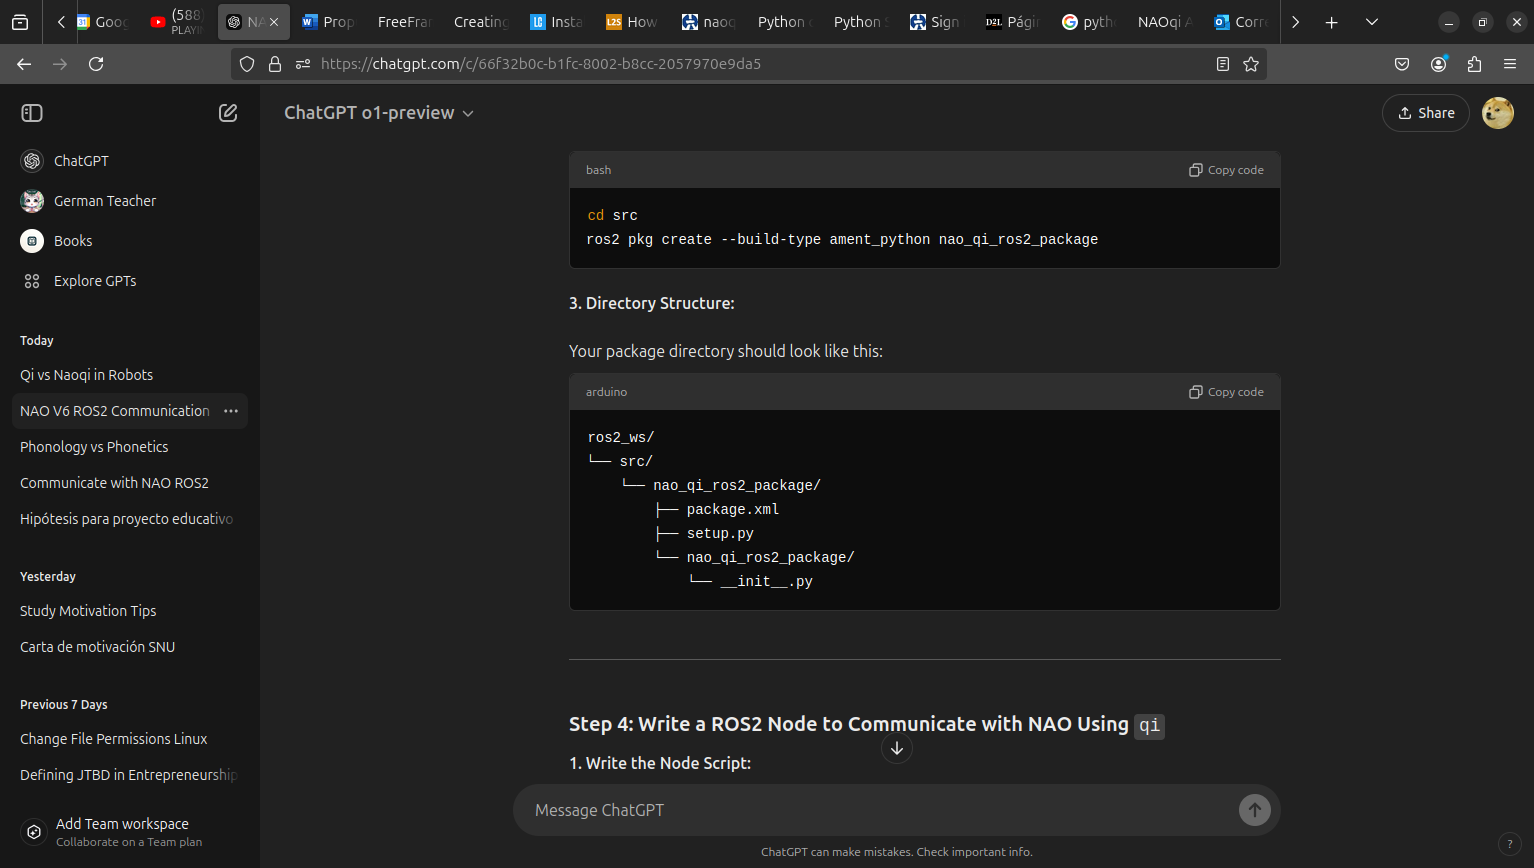 Goog
(588)
PLAYIN
NA
Prop
FreeFran
Creating
Insta
How
naoq
Python
Python
Sign
Págin
pyth
NAOqi A
Corre
https://chatgpt.com/c/66f32b0c-b1fc-8002-b8cc-2057970e9da5
ChatGPT o1-preview
Share
ChatGPT
German Teacher
Books
Explore GPTs
Today
Qi vs Naoqi in Robots
NAO V6 ROS2 Communication
Phonology vs Phonetics
Communicate with NAO ROS2
Hipótesis para proyecto educativo
Yesterday
Study Motivation Tips
Carta de motivación SNU
Previous 7 Days
Change File Permissions Linux
Defining JTBD in Entrepreneurship
Add Team workspace
Collaborate on a Team plan
bash
Copy code
cd src
ros2 pkg create --build-type ament_python nao_qi_ros2_package
3. Directory Structure:
Your package directory should look like this:
arduino
Copy code
ros2_ws/
└── src/
    └── nao_qi_ros2_package/
        ├── package.xml
        ├── setup.py
        └── nao_qi_ros2_package/
            └── __init__.py
Step 4: Write a ROS2 Node to Communicate with NAO Using qi
1. Write the Node Script:
Message ChatGPT
ChatGPT can make mistakes. Check important info.
?